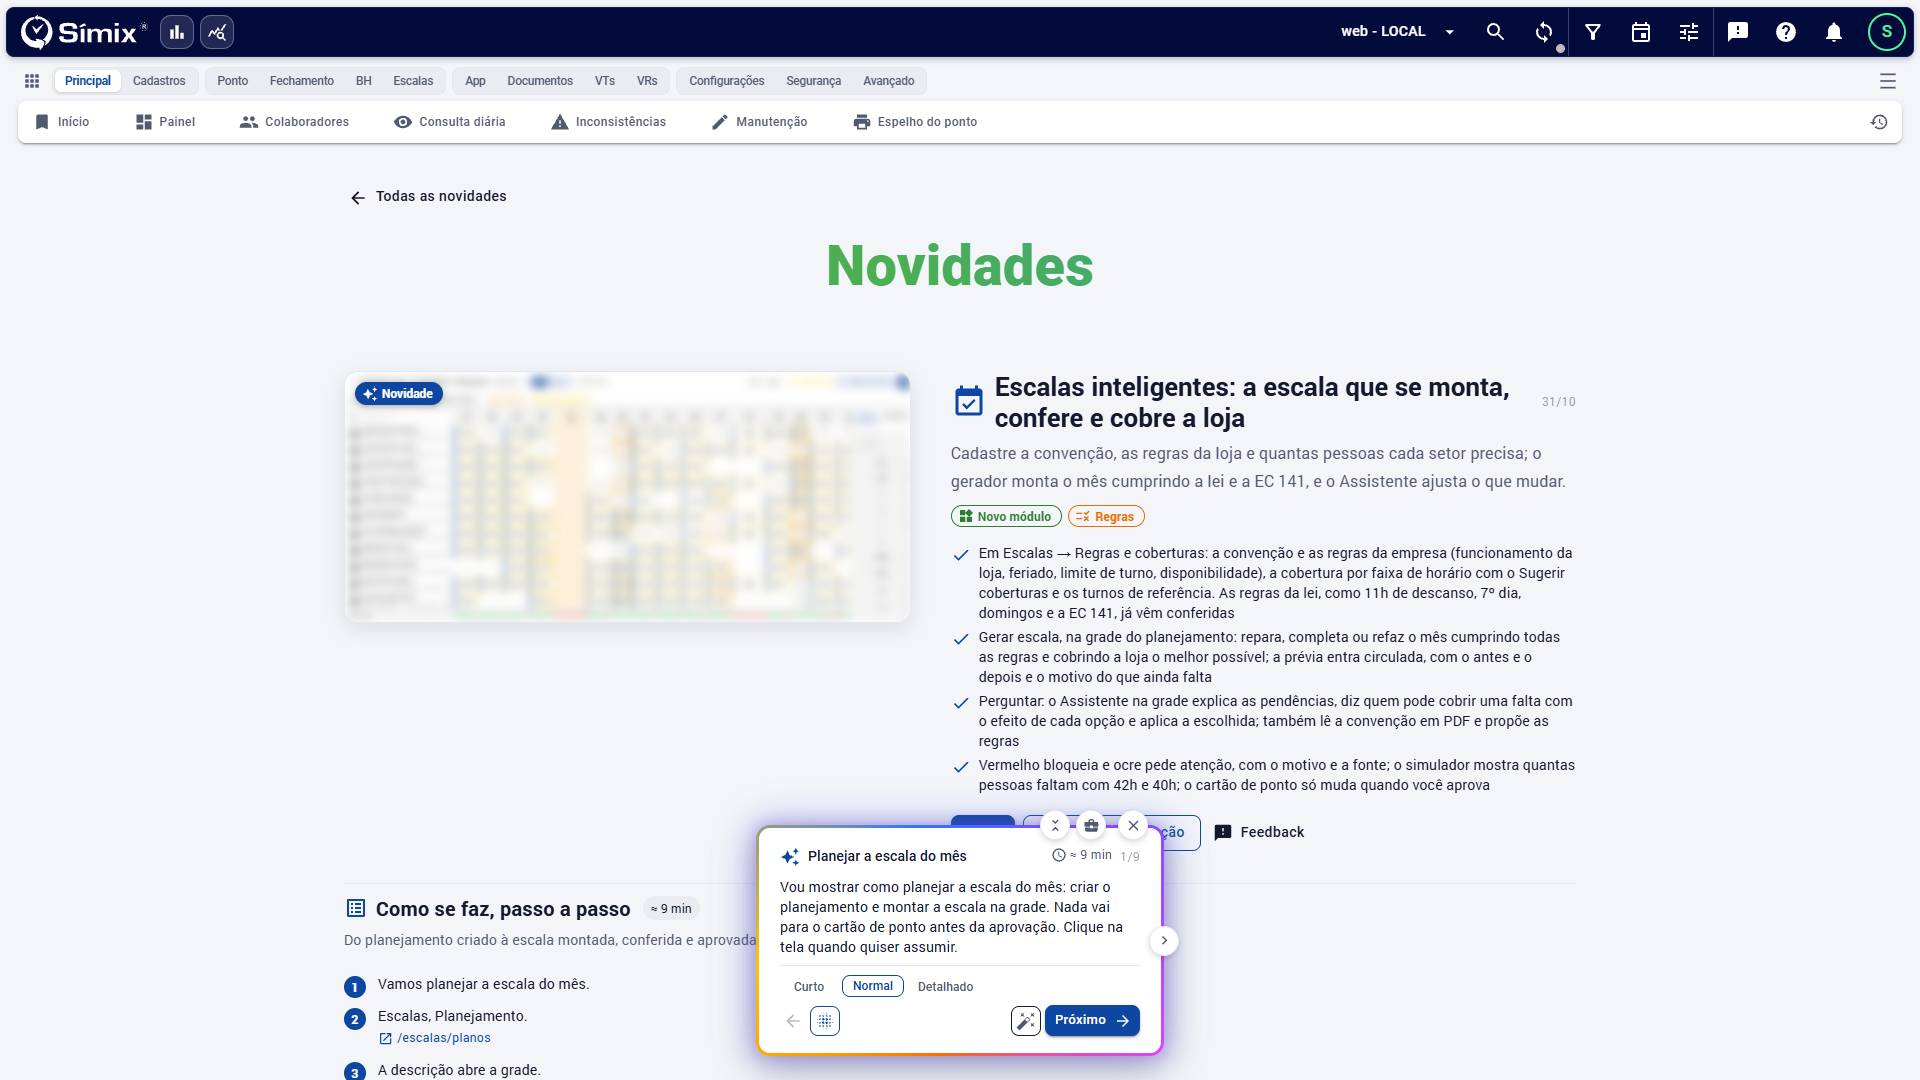 Símix®
web - LOCAL
S
Principal
Cadastros
Ponto
Fechamento
BH
Escalas
App
Documentos
VTs
VRs
Configurações
Segurança
Avançado
Início
Painel
Colaboradores
Consulta diária
Inconsistências
Manutenção
Espelho do ponto
Todas as novidades
Novidades
Novidade
Escalas inteligentes: a escala que se monta,
confere e cobre a loja
31/10
Cadastre a convenção, as regras da loja e quantas pessoas cada setor precisa; o
gerador monta o mês cumprindo a lei e a EC 141, e o Assistente ajusta o que mudar.
Novo módulo
Regras
Em Escalas → Regras e coberturas: a convenção e as regras da empresa (funcionamento da
loja, feriado, limite de turno, disponibilidade), a cobertura por faixa de horário com o Sugerir
coberturas e os turnos de referência. As regras da lei, como 11h de descanso, 7º dia,
domingos e a EC 141, já vêm conferidas
Gerar escala, na grade do planejamento: repara, completa ou refaz o mês cumprindo todas
as regras e cobrindo a loja o melhor possível; a prévia entra circulada, com o antes e o
depois e o motivo do que ainda falta
Perguntar: o Assistente na grade explica as pendências, diz quem pode cobrir uma falta com
o efeito de cada opção e aplica a escolhida; também lê a convenção em PDF e propõe as
regras
Vermelho bloqueia e ocre pede atenção, com o motivo e a fonte; o simulador mostra quantas
pessoas faltam com 42h e 40h; o cartão de ponto só muda quando você aprova
ção
Feedback
Como se faz, passo a passo
≈ 9 min
Do planejamento criado à escala montada, conferida e aprovada
1 Vamos planejar a escala do mês.
2 Escalas, Planejamento.
/escalas/planos
3 A descrição abre a grade.
Planejar a escala do mês
≈ 9 min
1/9
Vou mostrar como planejar a escala do mês: criar o
planejamento e montar a escala na grade. Nada vai
para o cartão de ponto antes da aprovação. Clique na
tela quando quiser assumir.
Curto
Normal
Detalhado
Próximo